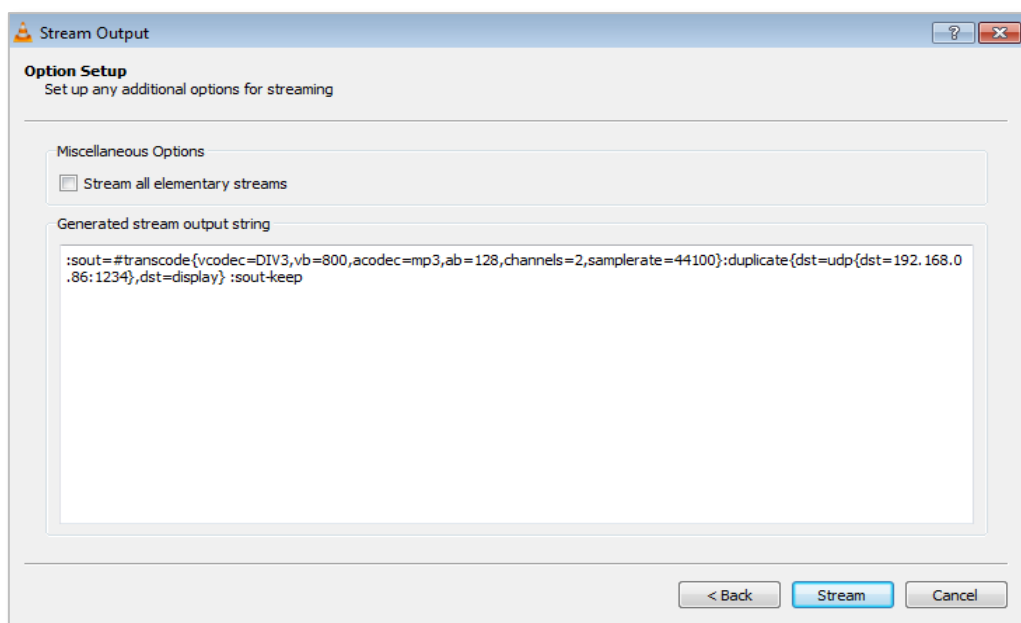 Stream Output
Option Setup
Set up any additional options for streaming
Miscellaneous Options
Stream all elementary streams
Generated stream output string
:sout=#transcode{vcodec=DIV3,vb=800,acodec=mp3,ab=128,channels=2,samplerate=44100}:duplicate{dst=udp{dst=192.168.0
.86:1234},dst=display} :sout-keep
< Back
Stream
Cancel